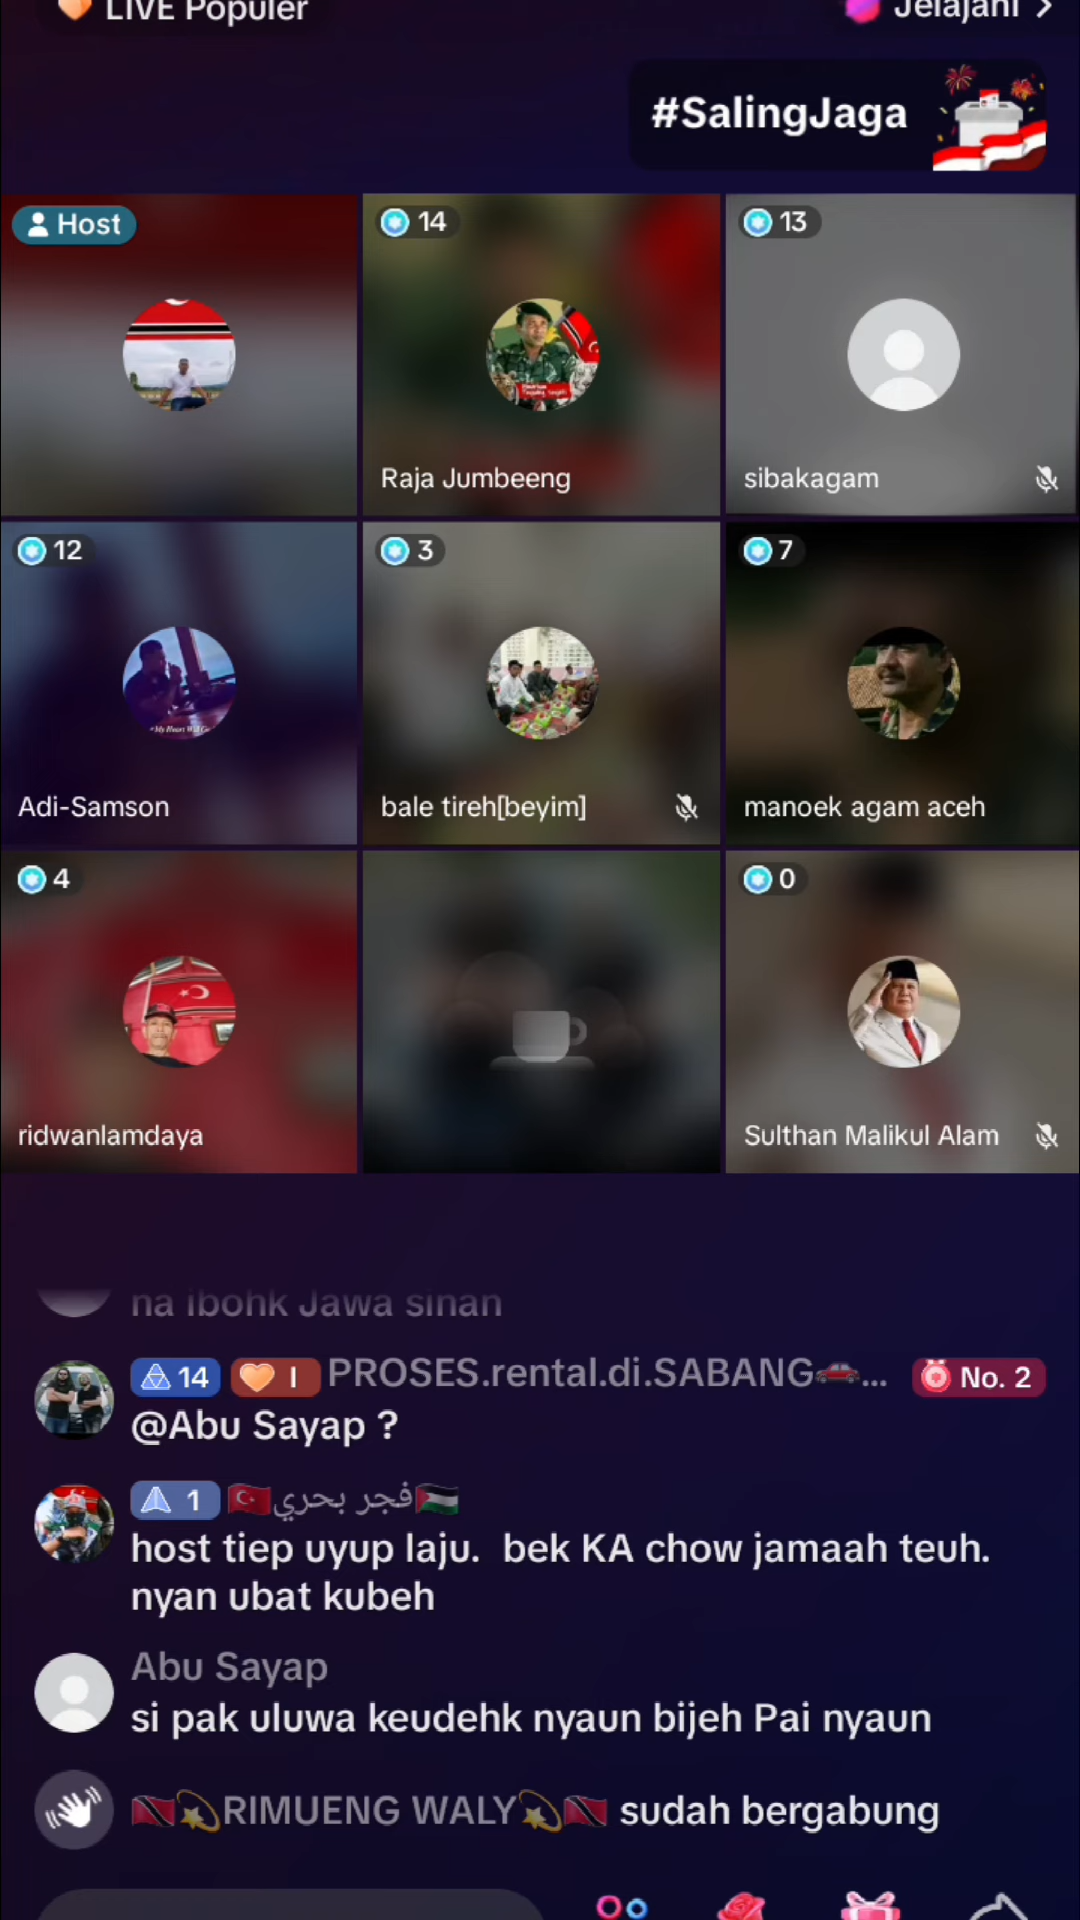 LIVE Populer
Jelajahi >
#SalingJaga
Host
14
13
Raja Jumbeeng
sibakagam
12
3
7
Adi-Samson
bale tireh[beyim]
manoek agam aceh
4
0
ridwanlamdaya
Sulthan Malikul Alam
na ibohk Jawa sinan
14 I PROSES.rental.di.SABANG🚗... No. 2
@Abu Sayap ?
1 🇹🇷فجر بحري🇵🇸
host tiep uyup laju. bek KA chow jamaah teuh.
nyan ubat kubeh
Abu Sayap
si pak uluwa keudehk nyaun bijeh Pai nyaun
🇹🇹💫RIMUENG WALY💫🇹🇹 sudah bergabung